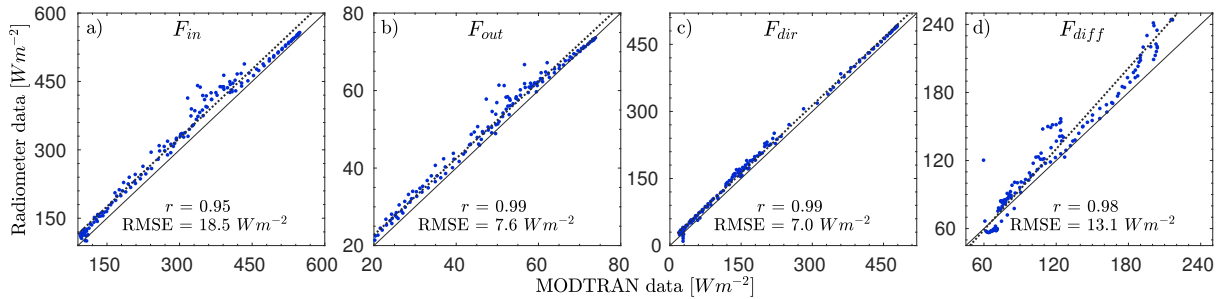 Radiometer data [Wm⁻²]
600
450
300
150
a)
F_in
r = 0.95
RMSE = 18.5 Wm⁻²
150 300 450 600
80
60
40
20
b)
F_out
r = 0.99
RMSE = 7.6 Wm⁻
20 40 60 80
450
300
150
0
c)
F_dir
r = 0.99
RMSE = 7.0 Wm⁻²
0 150 300 450
240
180
120
60
d)
F_diff
r = 0.98
RMSE = 13.1 Wm⁻²
60 120 180 250
MODTRAN data [Wm⁻²]